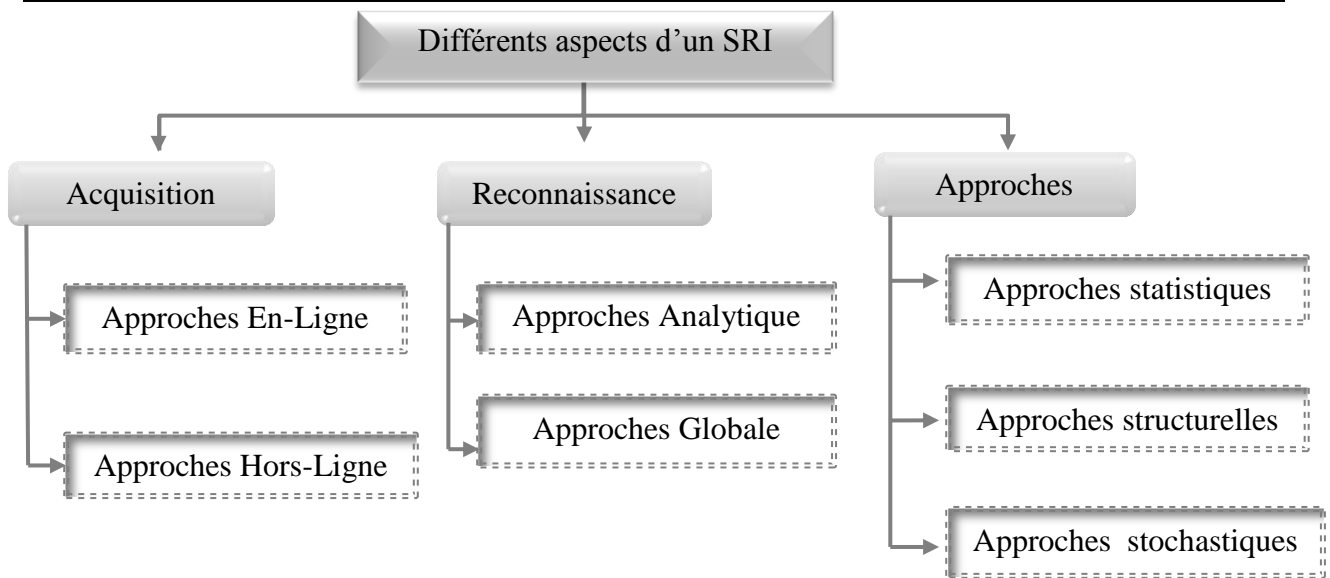 Différents aspects d’un SRI
Acquisition
Approches En-Ligne
Approches Hors-Ligne
Reconnaissance
Approches Analytique
Approches Globale
Approches
Approches statistiques
Approches structurelles
Approches stochastiques